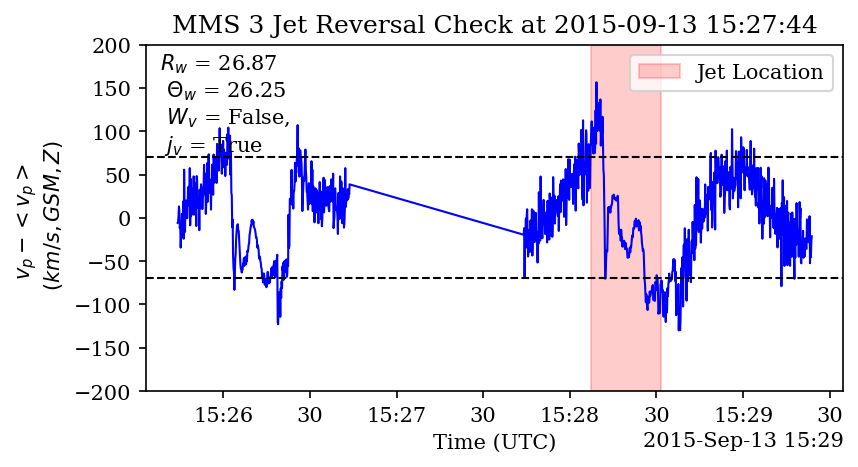 MMS 3 Jet Reversal Check at 2015-09-13 15:27:44
R_w = 26.87
Θ_w = 26.25
W_v = False,
j_v = True
Jet Location
200
150
100
50
0
−50
−100
−150
−200
v_p − < v_p >
(km/s, GSM, Z)
15:26 30 15:27 30 15:28 30 15:29 30
Time (UTC)
2015-Sep-13 15:29